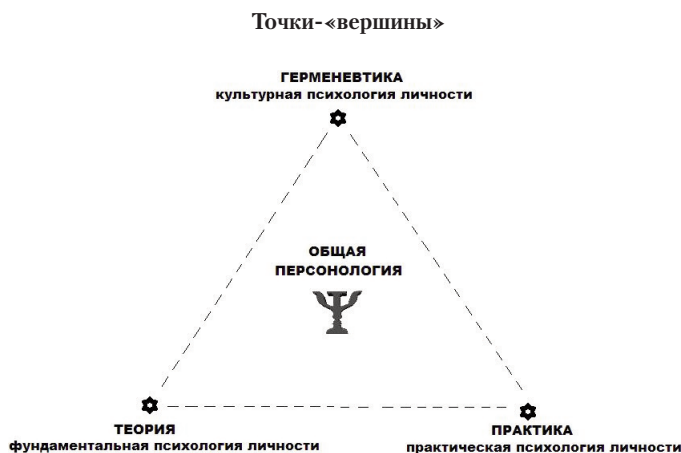 Точки-«вершины»
ГЕРМЕНЕВТИКА
культурная психология личности
ОБЩАЯ
ПЕРСОНОЛОГИЯ
ТЕОРИЯ
фундаментальная психология личности
ПРАКТИКА
практическая психология личности